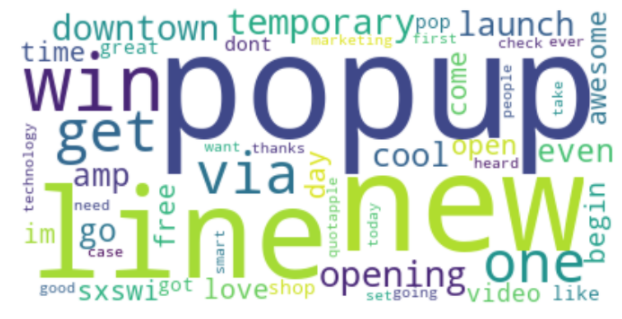 downtown temporary pop launch awesome
time great dont marketing first check ever
win popup come people take
get want thanks cool open heard even
technology amp via day
line new
need im go case free smart quotapple today begin
opening one
good sxswi got love shop set going video like